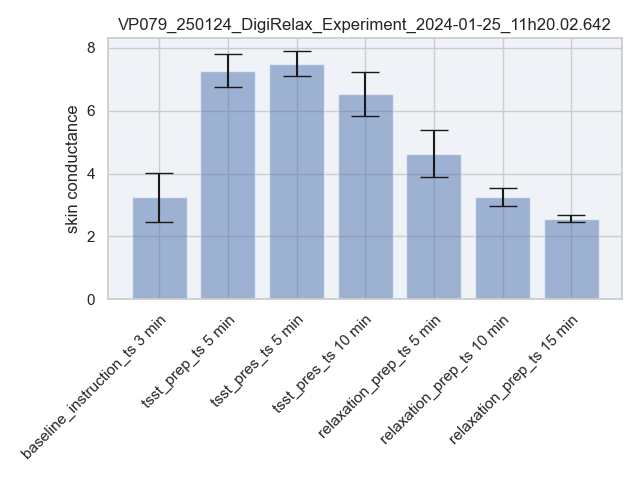 VP079_250124_DigiRelax_Experiment_2024-01-25_11h20.02.642
8
6
4
2
0
skin conductance
baseline_instruction_ts 3 min
tsst_prep_ts 5 min
tsst_pres_ts 5 min
tsst_pres_ts 10 min
relaxation_prep_ts 5 min
relaxation_prep_ts 10 min
relaxation_prep_ts 15 min